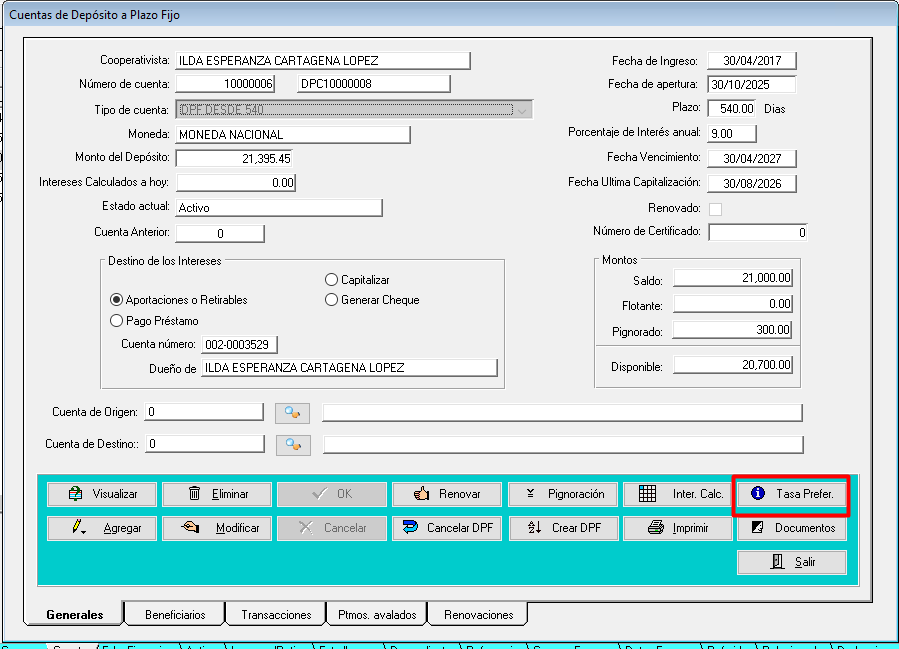 Cuentas de Depósito a Plazo Fijo
Cooperativista: ILDA ESPERANZA CARTAGENA LOPEZ Fecha de Ingreso: 30/04/2017
Número de cuenta: 10000006 DPC10000008 Fecha de apertura: 30/10/2025
Tipo de cuenta: DPF DESDE 540 Plazo: 540.00 Dias
Moneda: MONEDA NACIONAL Porcentaje de Interés anual: 9.00
Monto del Depósito: 21,395.45 Fecha Vencimiento: 30/04/2027
Intereses Calculados a hoy: 0.00 Fecha Ultima Capitalización: 30/08/2026
Estado actual: Activo Renovado:
Cuenta Anterior: 0 Número de Certificado: 0
Destino de los Intereses Montos
Capitalizar Saldo: 21,000.00
Aportaciones o Retirables Generar Cheque Flotante: 0.00
Pago Préstamo Pignorado: 300.00
Cuenta número: 002-0003529
Dueño de ILDA ESPERANZA CARTAGENA LOPEZ Disponible: 20,700.00
Cuenta de Origen: 0
Cuenta de Destino:: 0
Visualizar Eliminar OK Renovar Pignoración Inter. Calc. Tasa Prefer.
Agregar Modificar Cancelar Cancelar DPF Crear DPF Imprimir Documentos
Salir
Generales Beneficiarios Transacciones Ptmos. avalados Renovaciones